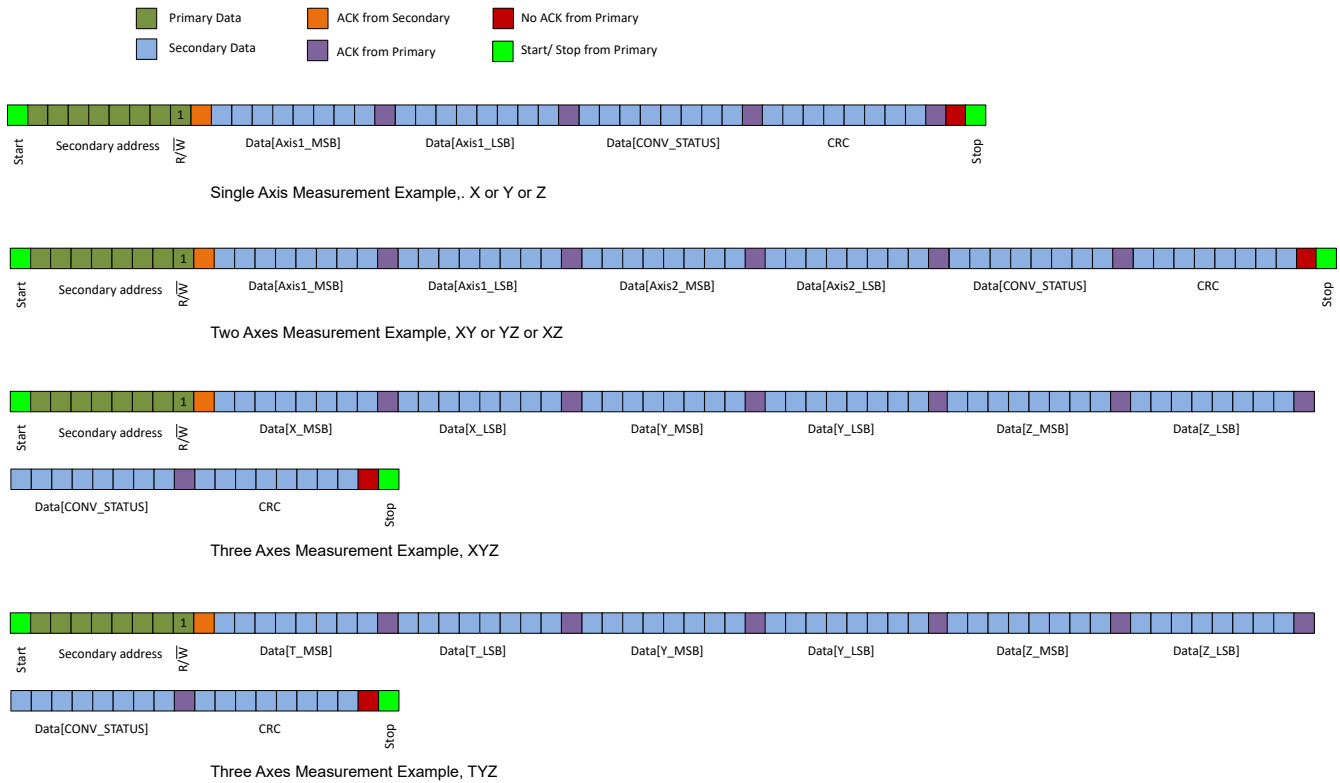 Primary Data
ACK from Secondary
No ACK from Primary
Secondary Data
ACK from Primary
Start/ Stop from Primary
1
Start
Secondary address
R/W
Data[Axis1_MSB]
Data[Axis1_LSB]
Data[CONV_STATUS]
CRC
Stop
Single Axis Measurement Example,. X or Y or Z
1
Start
Secondary address
R/W
Data[Axis1_MSB]
Data[Axis1_LSB]
Data[Axis2_MSB]
Data[Axis2_LSB]
Data[CONV_STATUS]
CRC
Stop
Two Axes Measurement Example, XY or YZ or XZ
1
Start
Secondary address
R/W
Data[X_MSB]
Data[X_LSB]
Data[Y_MSB]
Data[Y_LSB]
Data[Z_MSB]
Data[Z_LSB]
Data[CONV_STATUS]
CRC
Stop
Three Axes Measurement Example, XYZ
1
Start
Secondary address
R/W
Data[T_MSB]
Data[T_LSB]
Data[Y_MSB]
Data[Y_LSB]
Data[Z_MSB]
Data[Z_LSB]
Data[CONV_STATUS]
CRC
Stop
Three Axes Measurement Example, TYZ